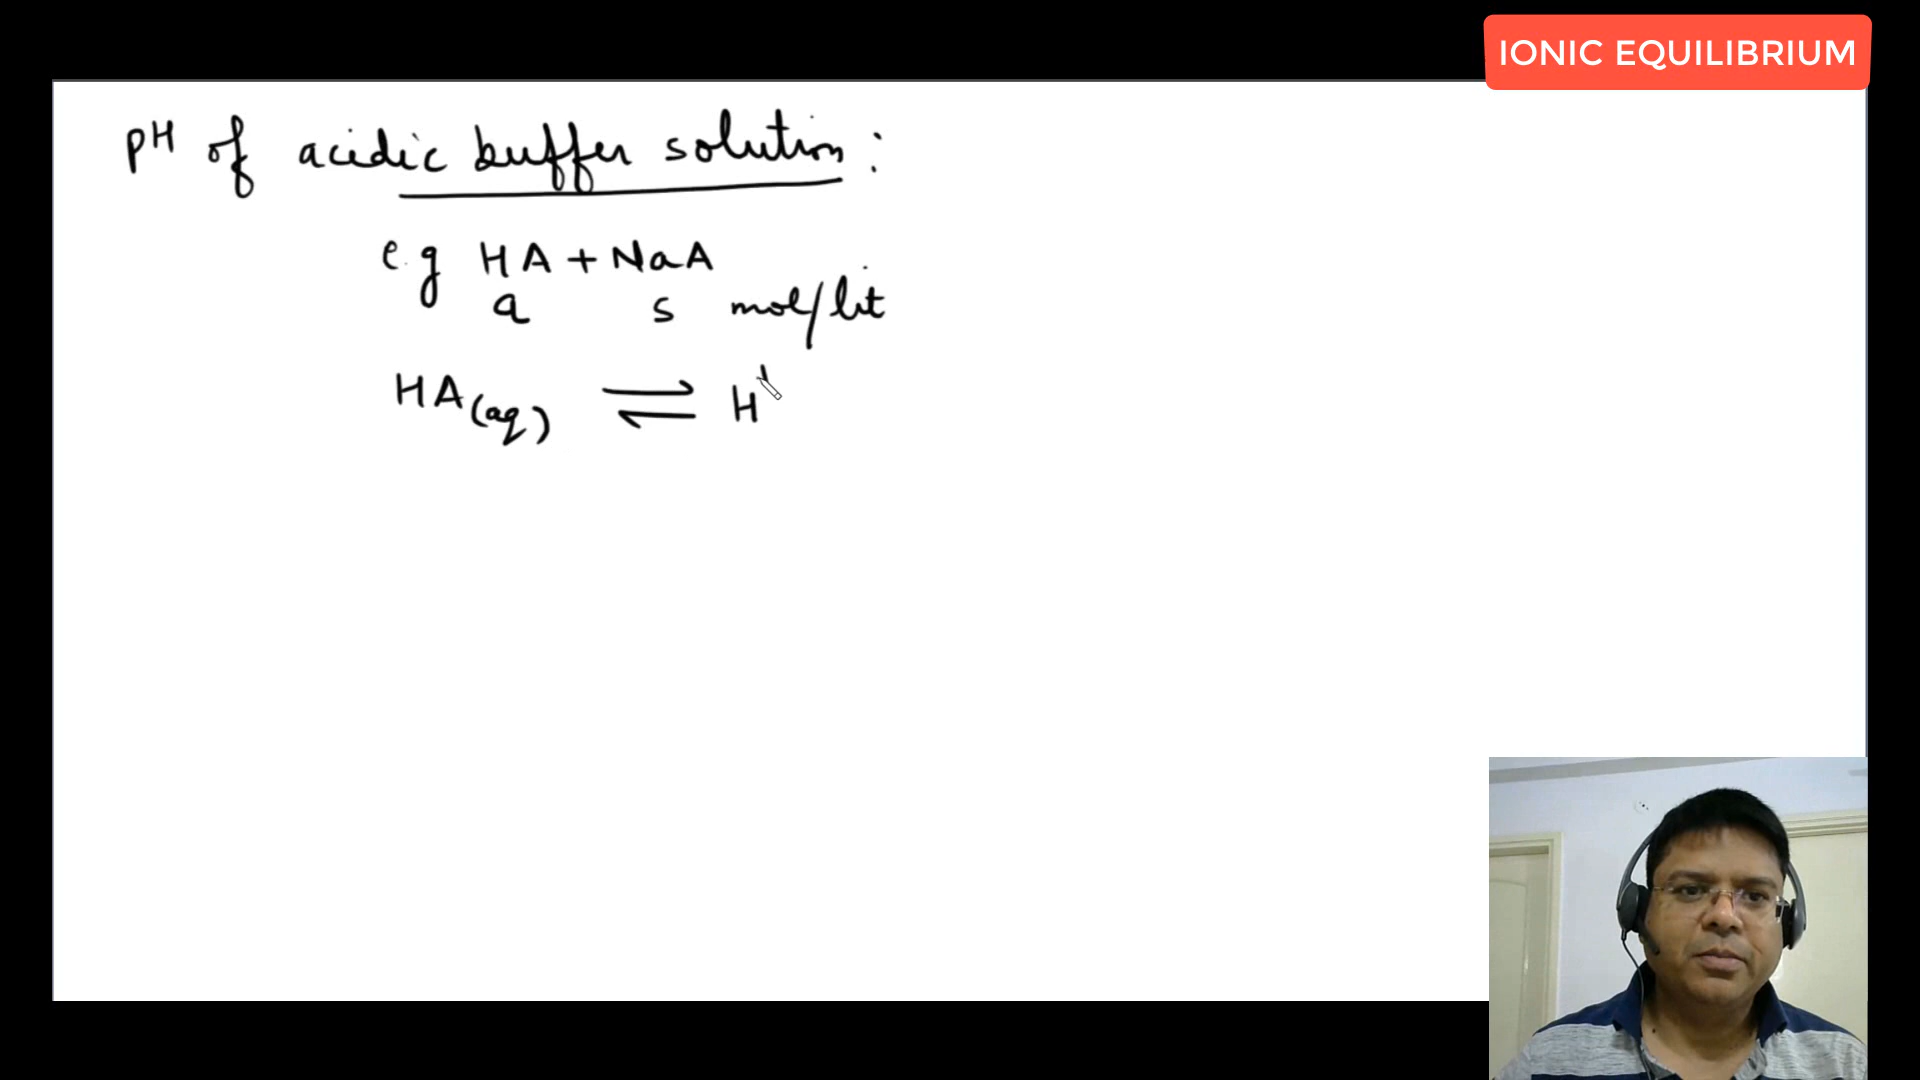 IONIC EQUILIBRIUM
pH of acidic buffer solution:
e.g HA + NaA
a s mol/lit
HA(aq) ⇌ H